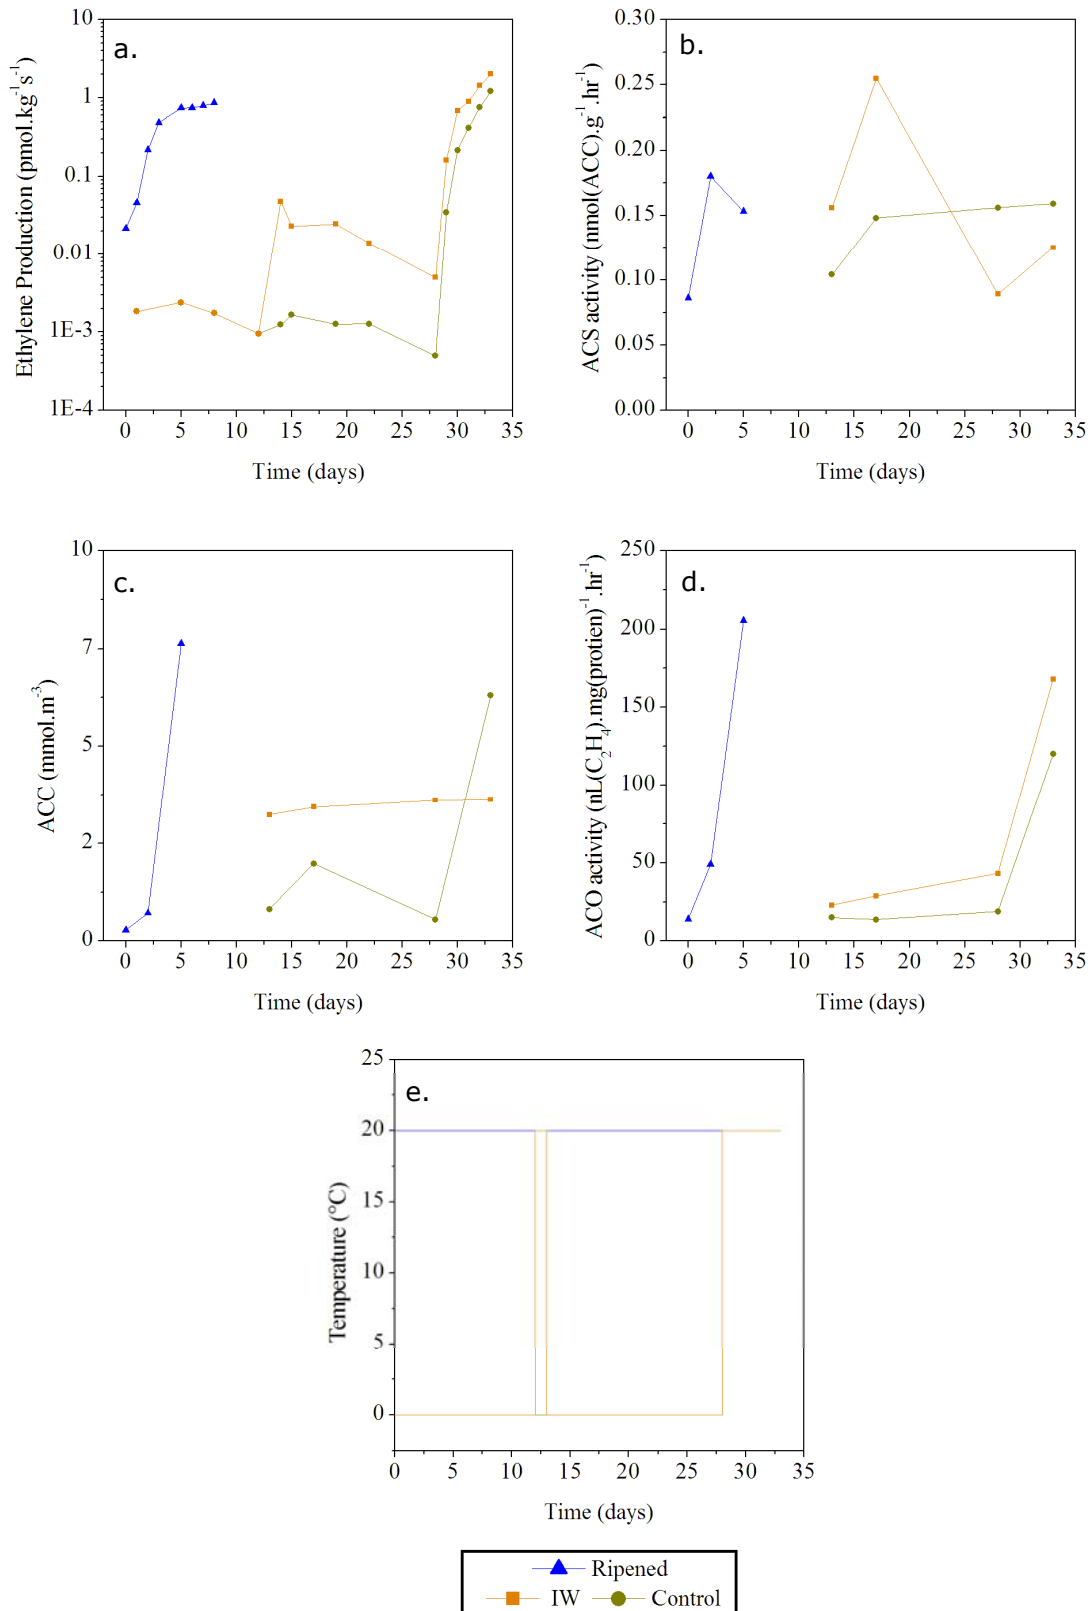 a.
Ethylene Production (pmol.kg⁻¹s⁻¹)
10
1
0.1
0.01
1E-3
1E-4
0 5 10 15 20 25 30 35
Time (days)
b.
ACS activity (nmol(ACC).g⁻¹.hr⁻¹)
0.30
0.25
0.20
0.15
0.10
0.05
0.00
0 5 10 15 20 25 30 35
Time (days)
c.
ACC (mmol.m⁻³)
10
7
5
2
0
0 5 10 15 20 25 30 35
Time (days)
d.
ACO activity (nL(C₂H₄).mg(protien)⁻¹.hr⁻¹)
250
200
150
100
50
0
0 5 10 15 20 25 30 35
Time (days)
e.
Temperature (°C)
25
20
15
10
5
0
0 5 10 15 20 25 30 35
Time (days)
Ripened
IW Control